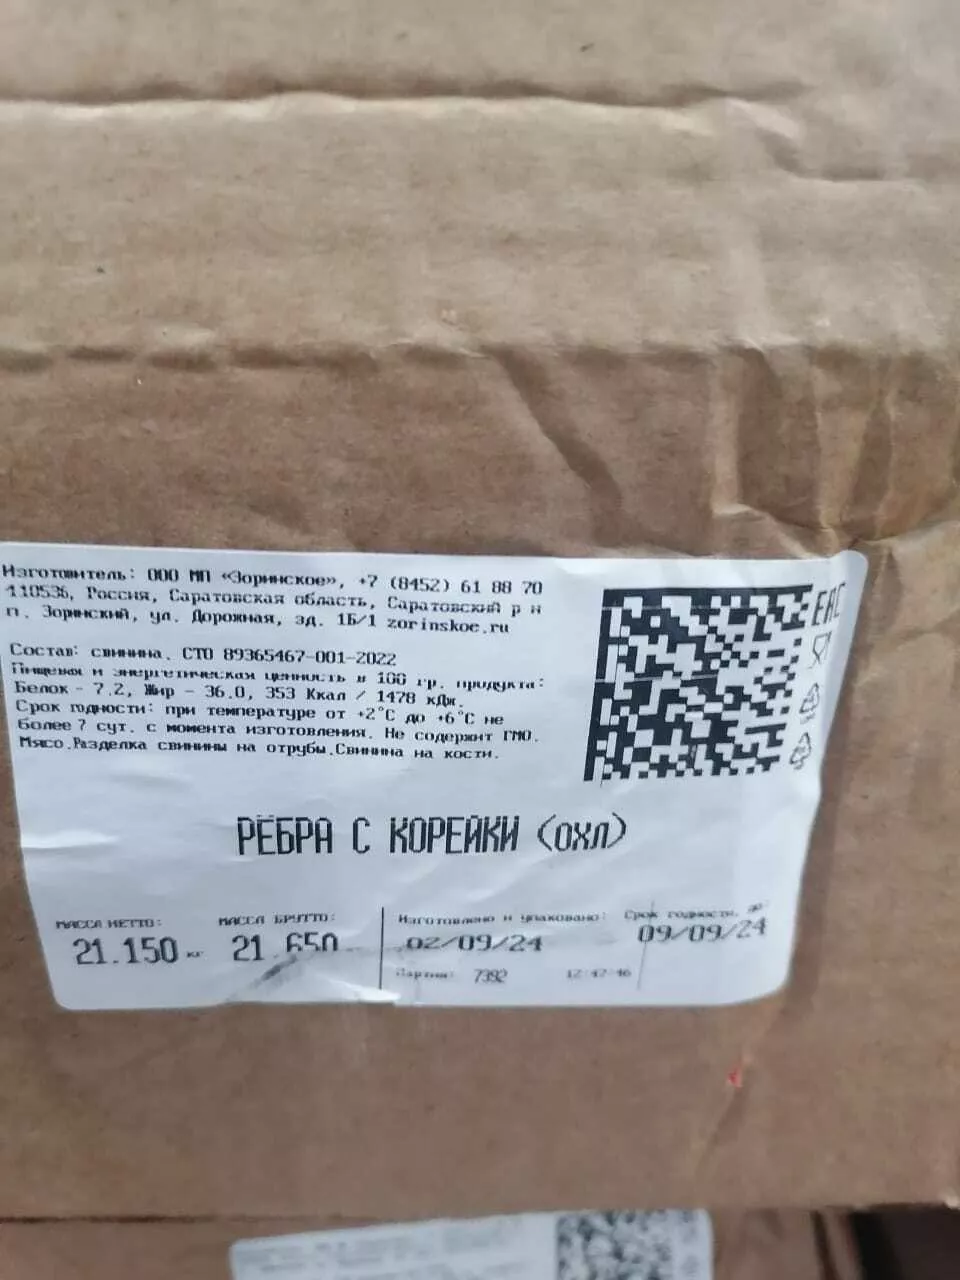 Изготовитель: ООО МП «Зоринское», +7 (8452) 61 88 70
410536, Россия, Саратовская область, Саратовский р н
п. Зоринский, ул. Дорожная, зд. 1Б/1 zorinskoe.ru
Состав: свинина. СТО 89365467-001-2022
Пищевая и энергетическая ценность в 100 гр. продукта:
Белок - 7.2, Жир - 36.0, 353 Ккал / 1478 кДж.
Срок годности: при температуре от +2°C до +6°C не
более 7 сут. с момента изготовления. Не содержит ГМО.
Мясо.Разделка свинины на отрубы.Свинина на кости.
EAC
РЁБРА С КОРЕЙКИ (охл)
МАССА НЕТТО: МАССА БРУТТО: Изготовлено и упаковано: Срок годности, до:
21.150 кг 21.650 02/09/24 09/09/24
Партия: 7392 12:47:46